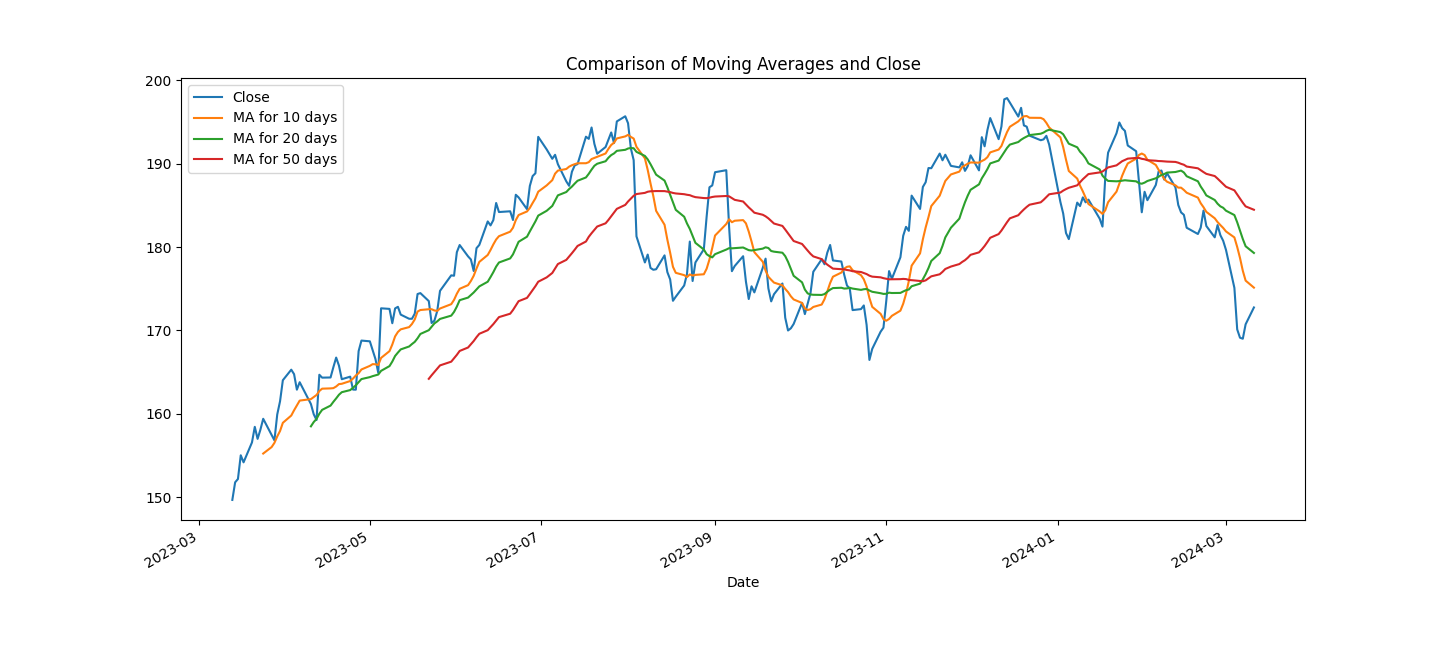 Comparison of Moving Averages and Close
Close
MA for 10 days
MA for 20 days
MA for 50 days
200
190
180
170
160
150
2023-03
2023-05
2023-07
2023-09
2023-11
2024-01
2024-03
Date